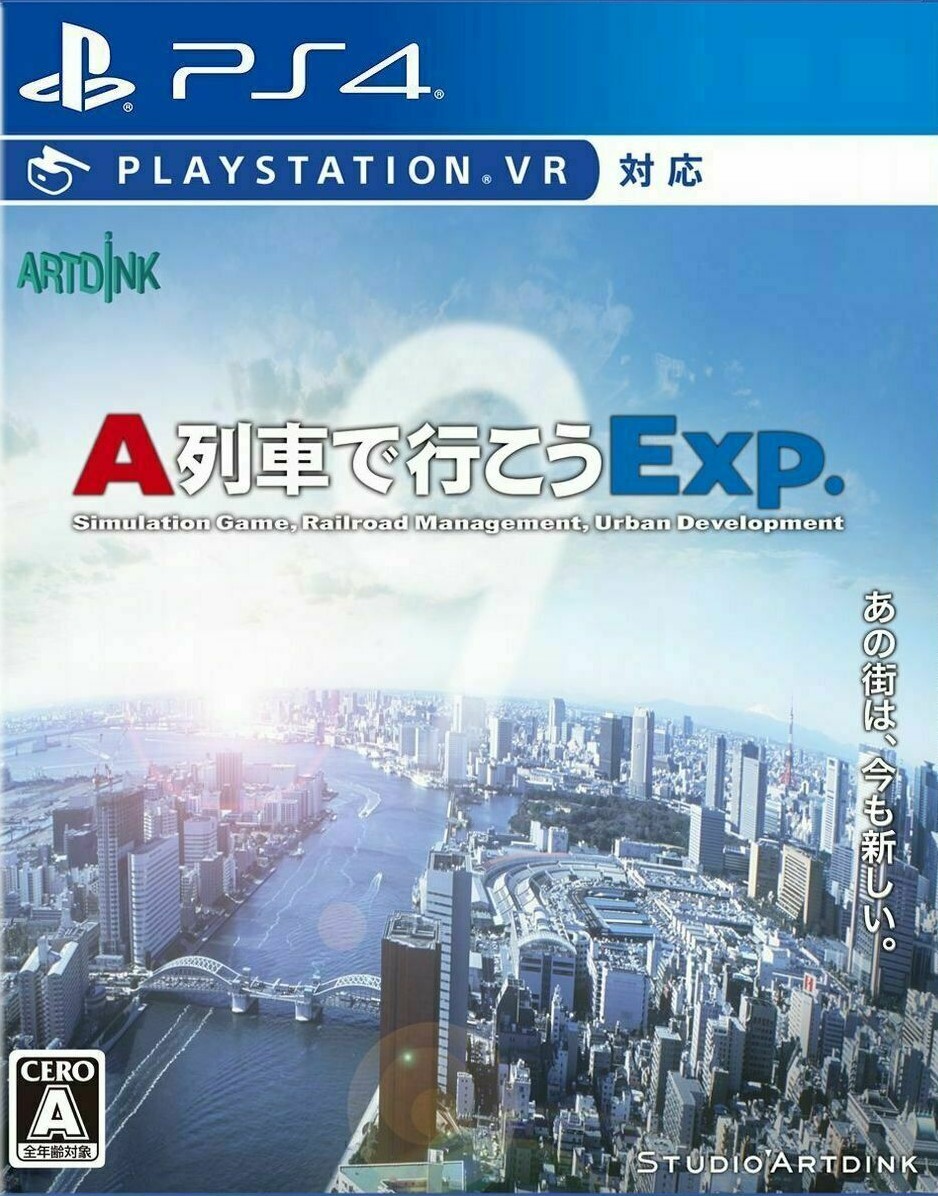 PS4®
PLAYSTATION®VR 対応
ARTDINK
9
A列車で行こうExp.
Simulation Game, Railroad Management, Urban Development
あの街は、今も新しい。
CERO
A
全年齢対象
STUDIO ARTDINK